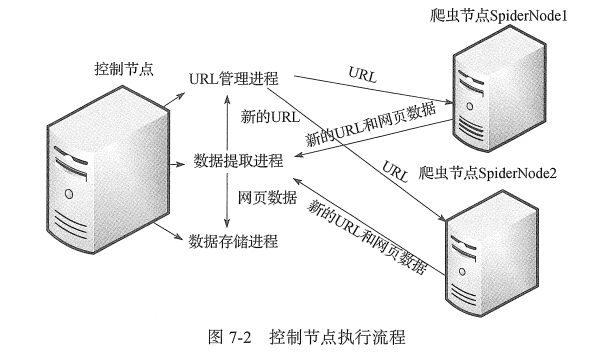 爬虫节点SpiderNode1
控制节点
URL管理进程
URL
新的URL
新的URL和网页数据
数据提取进程
URL
爬虫节点SpiderNode2
网页数据
新的URL和网页数据
数据存储进程
图 7-2 控制节点执行流程